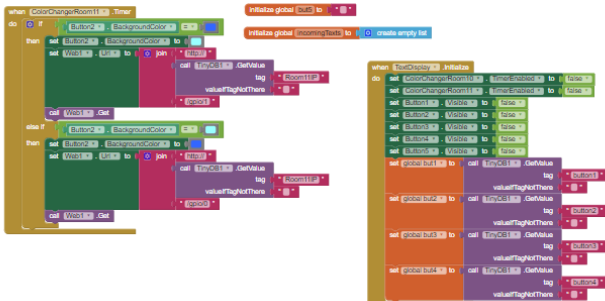 when ColorChangerRoom11 .Timer
do if Button2 . BackgroundColor =
then set Button2 . BackgroundColor to
set Web1 . Url to join " http:// "
call TinyDB1 .GetValue
tag " Room11IP "
valueIfTagNotThere " "
" /gpio/1 "
call Web1 .Get
else if Button2 . BackgroundColor =
then set Button2 . BackgroundColor to
set Web1 . Url to join " http:// "
call TinyDB1 .GetValue
tag " Room11IP "
valueIfTagNotThere " "
" /gpio/0 "
call Web1 .Get
initialize global but5 to " "
initialize global incomingTexts to create empty list
when TextDisplay .Initialize
do set ColorChangerRoom10 . TimerEnabled to false
set ColorChangerRoom11 . TimerEnabled to false
set Button1 . Visible to false
set Button2 . Visible to false
set Button3 . Visible to false
set Button4 . Visible to false
set Button5 . Visible to false
set global but1 to call TinyDB1 .GetValue
tag " button1 "
valueIfTagNotThere " "
set global but2 to call TinyDB1 .GetValue
tag " button2 "
valueIfTagNotThere " "
set global but3 to call TinyDB1 .GetValue
tag " button3 "
valueIfTagNotThere " "
set global but4 to call TinyDB1 .GetValue
tag " button4 "
valueIfTagNotThere " "